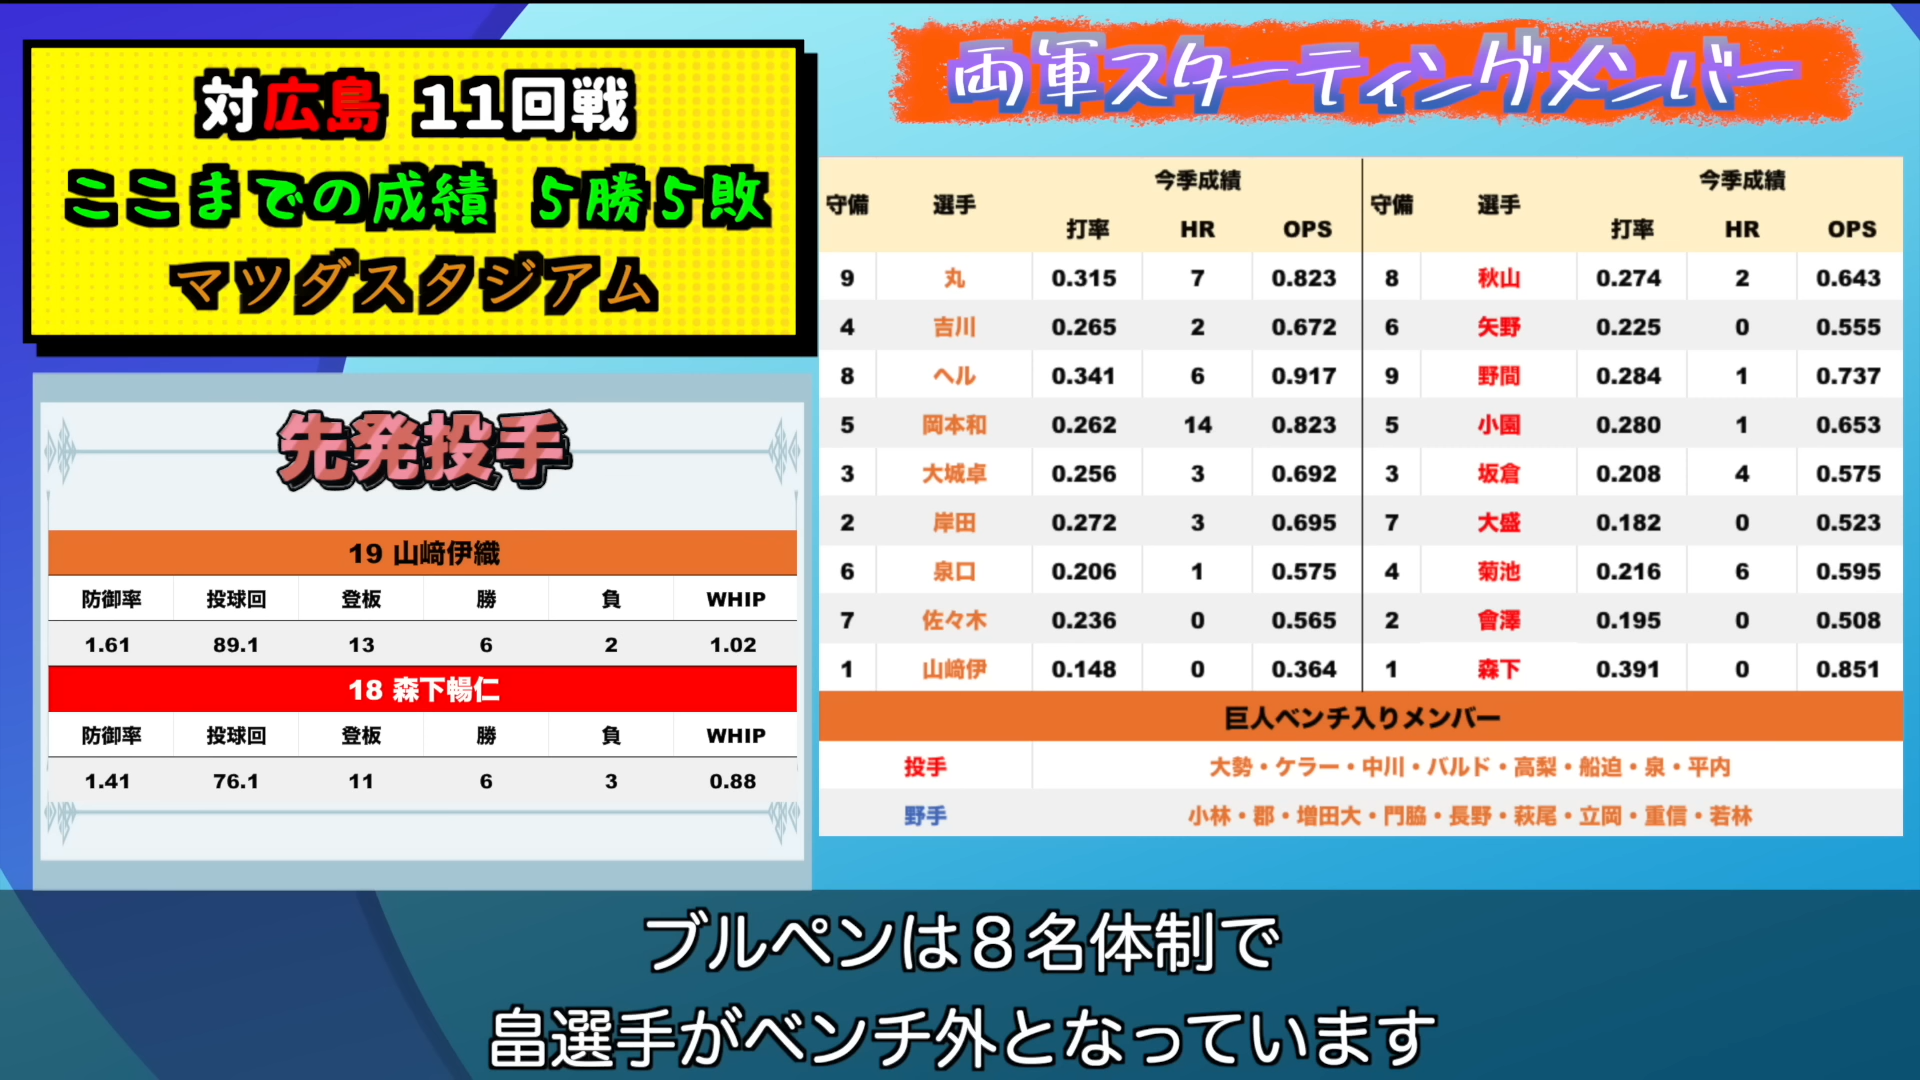 対広島 11回戦
ここまでの成績 5勝5敗
マツダスタジアム
先発投手
19 山﨑伊織
防御率 投球回 登板 勝 負 WHIP
1.61 89.1 13 6 2 1.02
18 森下暢仁
防御率 投球回 登板 勝 負 WHIP
1.41 76.1 11 6 3 0.88
両軍スターティングメンバー
守備 選手 今季成績 守備 選手 今季成績
打率 HR OPS 打率 HR OPS
9 丸 0.315 7 0.823 8 秋山 0.274 2 0.643
4 吉川 0.265 2 0.672 6 矢野 0.225 0 0.555
8 ヘル 0.341 6 0.917 9 野間 0.284 1 0.737
5 岡本和 0.262 14 0.823 5 小園 0.280 1 0.653
3 大城卓 0.256 3 0.692 3 坂倉 0.208 4 0.575
2 岸田 0.272 3 0.695 7 大盛 0.182 0 0.523
6 泉口 0.206 1 0.575 4 菊池 0.216 6 0.595
7 佐々木 0.236 0 0.565 2 會澤 0.195 0 0.508
1 山﨑伊 0.148 0 0.364 1 森下 0.391 0 0.851
巨人ベンチ入りメンバー
投手 大勢・ケラー・中川・バルド・高梨・船迫・泉・平内
野手 小林・郡・増田大・門脇・長野・萩尾・立岡・重信・若林
ブルペンは8名体制で
畠選手がベンチ外となっています